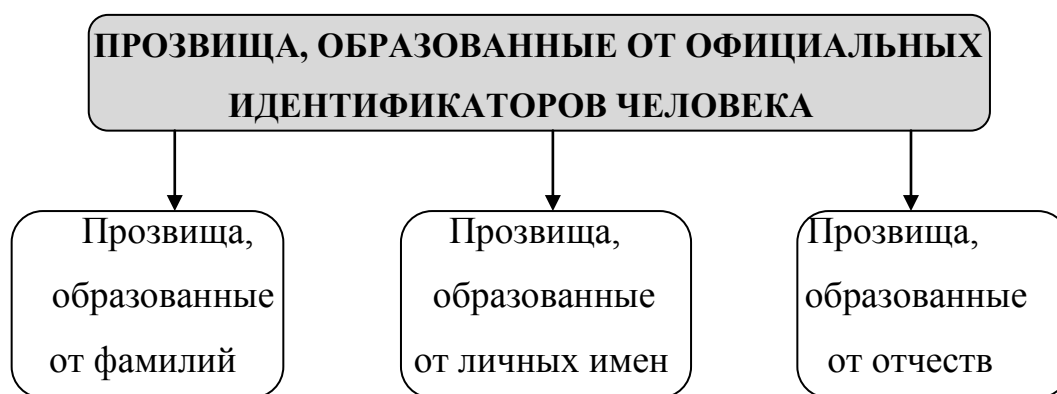 ПРОЗВИЩА, ОБРАЗОВАННЫЕ ОТ ОФИЦИАЛЬНЫХ
ИДЕНТИФИКАТОРОВ ЧЕЛОВЕКА
Прозвища,
образованные
от фамилий
Прозвища,
образованные
от личных имен
Прозвища,
образованные
от отчеств